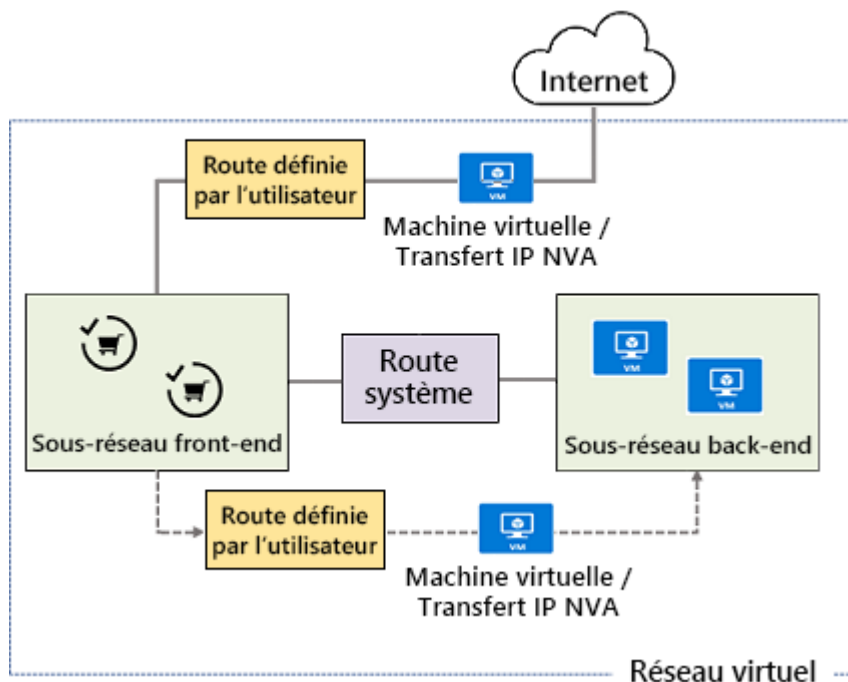 Internet
Route définie
par l'utilisateur
VM
Machine virtuelle /
Transfert IP NVA
Route
système
VM
VM
Sous-réseau front-end
Sous-réseau back-end
Route définie
par l'utilisateur
VM
Machine virtuelle /
Transfert IP NVA
Réseau virtuel